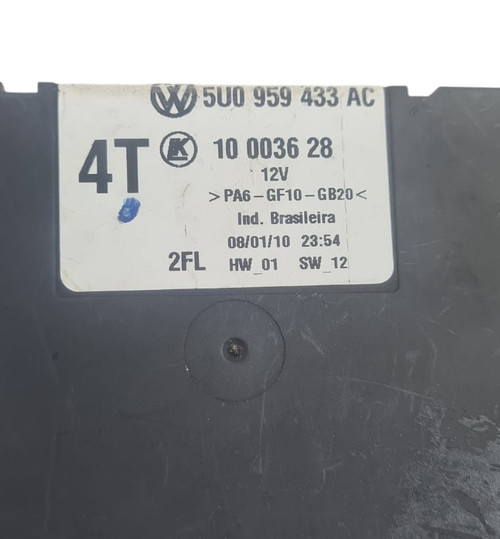 VW 5U0 959 433 AC
4T K 10 0036 28
12V
>PA6-GF10-GB20<
Ind. Brasileira
08/01/10 23:54
2FL HW_01 SW_12